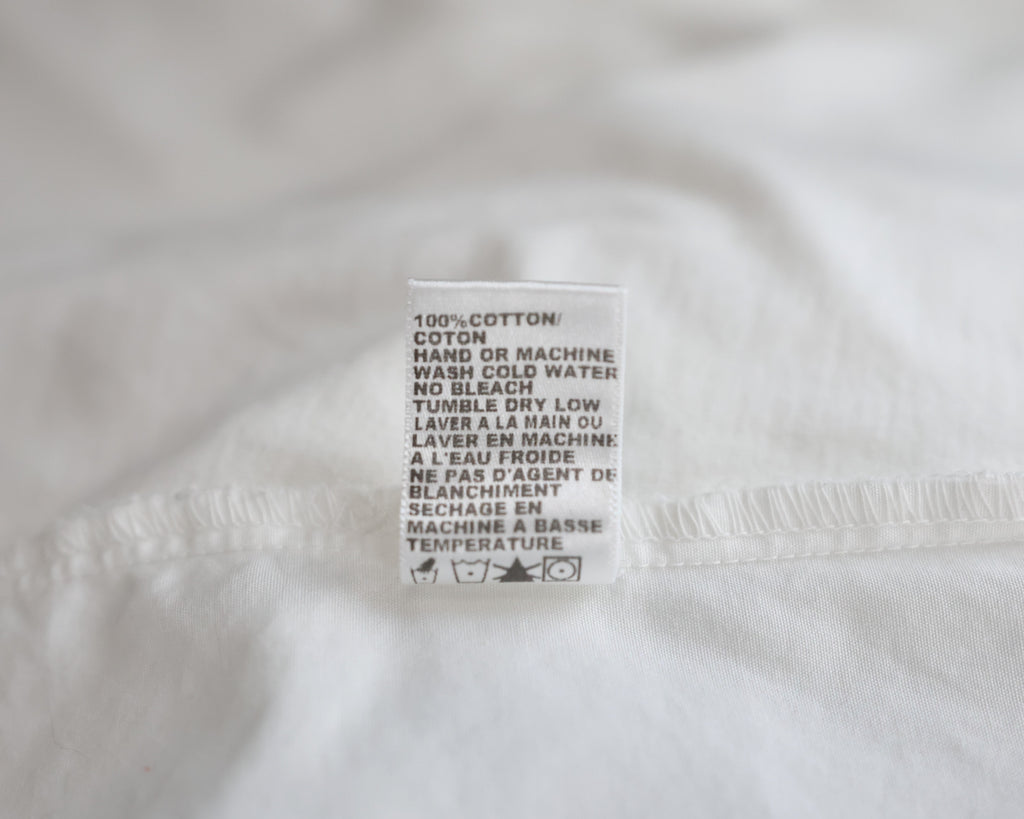 100%COTTON/
COTON
HAND OR MACHINE
WASH COLD WATER
NO BLEACH
TUMBLE DRY LOW
LAVER A LA MAIN OU
LAVER EN MACHINE
A L'EAU FROIDE
NE PAS D'AGENT DE
BLANCHIMENT
SECHAGE EN
MACHINE A BASSE
TEMPERATURE